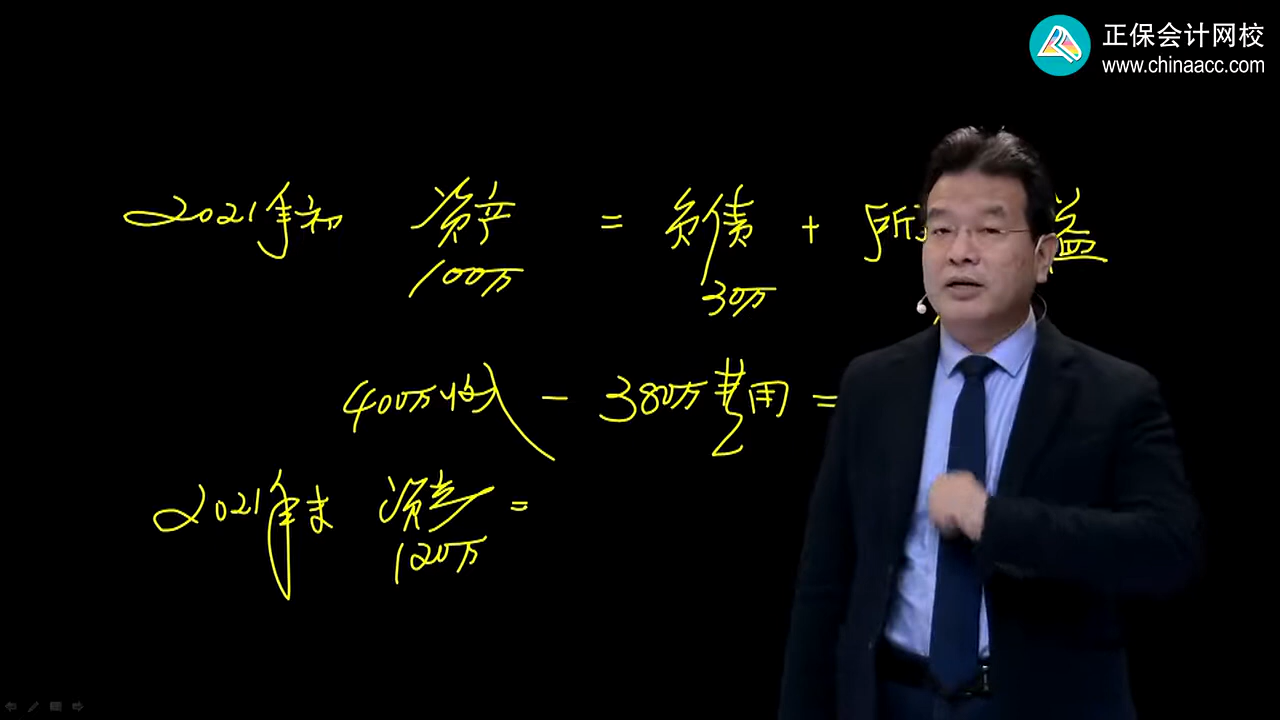 正保会计网校
www.chinaacc.com
2021年初 资产 = 负债 + 所 益
100万 30万
400万收入 - 380万费用 =
2021年末 资产 =
120万